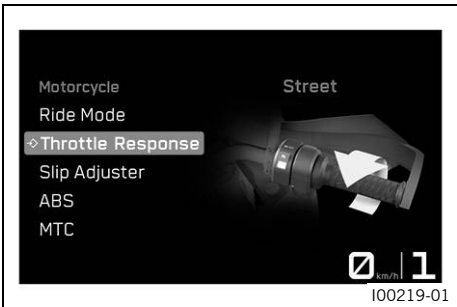 Motorcycle
Street
Ride Mode
Throttle Response
Slip Adjuster
ABS
MTC
0 km/h 1
I00219-01